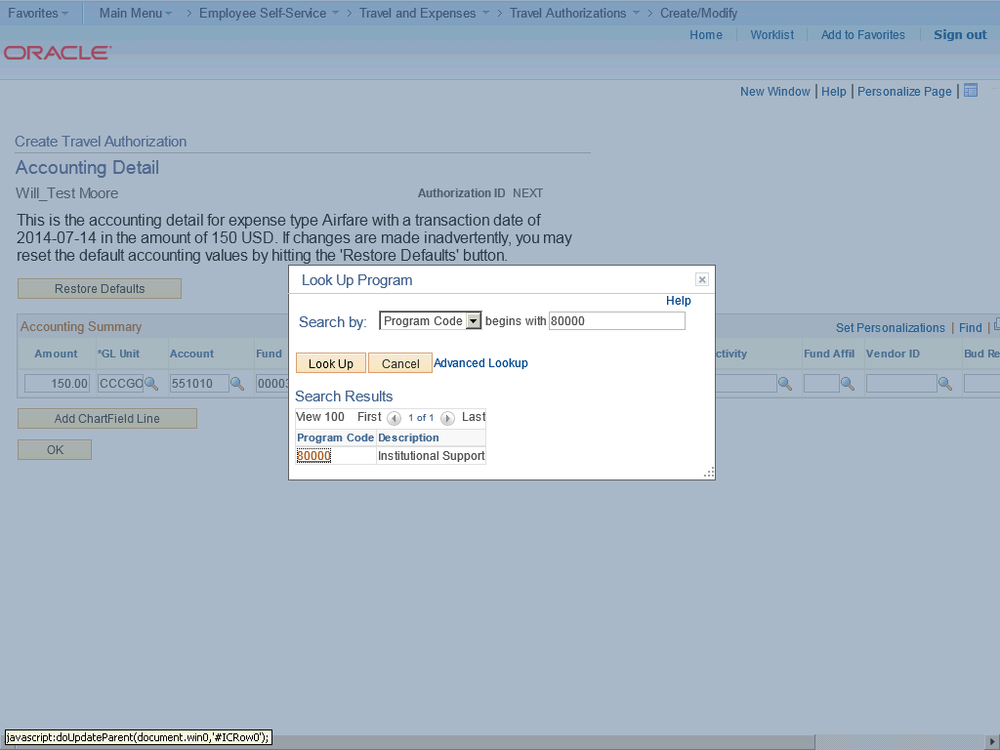 Favorites Main Menu > Employee Self-Service > Travel and Expenses > Travel Authorizations > Create/Modify
Home Worklist Add to Favorites Sign out
ORACLE
New Window | Help | Personalize Page |
Create Travel Authorization
Accounting Detail
Will_Test Moore Authorization ID NEXT
This is the accounting detail for expense type Airfare with a transaction date of
2014-07-14 in the amount of 150 USD. If changes are made inadvertently, you may
reset the default accounting values by hitting the 'Restore Defaults' button.
Restore Defaults
Look Up Program
Help
Search by: Program Code begins with 80000
Look Up Cancel Advanced Lookup
Search Results
View 100 First 1 of 1 Last
Program Code Description
80000 Institutional Support
Accounting Summary Set Personalizations | Find |
Amount *GL Unit Account Fund Fund Affil Vendor ID
150.00 551010
Add ChartField Line
OK
javascript:doUpdateParent(document.win0,'#ICRow0');